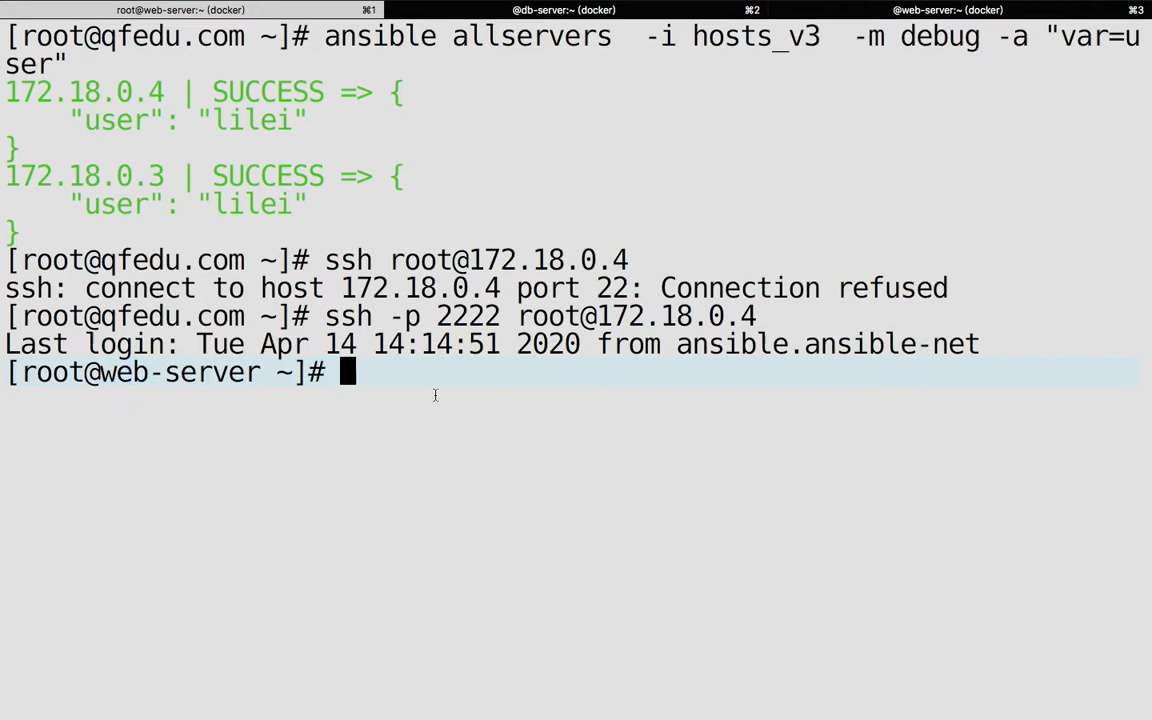 root@web-server:~ (docker) ⌘1 @db-server:~ (docker) ⌘2 @web-server:~ (docker) ⌘3
[root@qfedu.com ~]# ansible allservers  -i hosts_v3  -m debug -a "var=u
ser"
172.18.0.4 | SUCCESS => {
    "user": "lilei"
}
172.18.0.3 | SUCCESS => {
    "user": "lilei"
}
[root@qfedu.com ~]# ssh root@172.18.0.4
ssh: connect to host 172.18.0.4 port 22: Connection refused
[root@qfedu.com ~]# ssh -p 2222 root@172.18.0.4
Last login: Tue Apr 14 14:14:51 2020 from ansible.ansible-net
[root@web-server ~]#